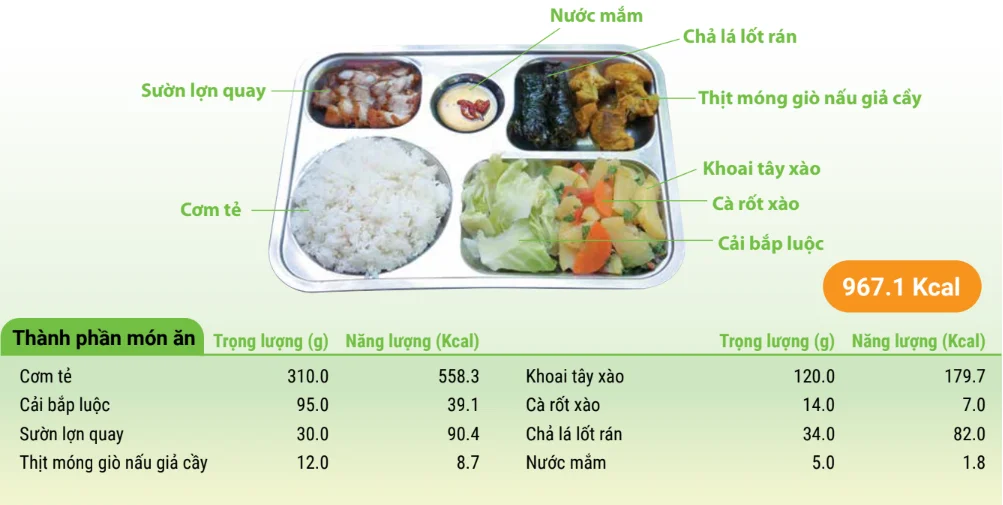 Nước mắm
Chả lá lốt rán
Sườn lợn quay
Thịt móng giò nấu giả cầy
Khoai tây xào
Cà rốt xào
Cơm tẻ
Cải bắp luộc
967.1 Kcal
Thành phần món ăn Trọng lượng (g) Năng lượng (Kcal) Trọng lượng (g) Năng lượng (Kcal)
Cơm tẻ 310.0 558.3 Khoai tây xào 120.0 179.7
Cải bắp luộc 95.0 39.1 Cà rốt xào 14.0 7.0
Sườn lợn quay 30.0 90.4 Chả lá lốt rán 34.0 82.0
Thịt móng giò nấu giả cầy 12.0 8.7 Nước mắm 5.0 1.8